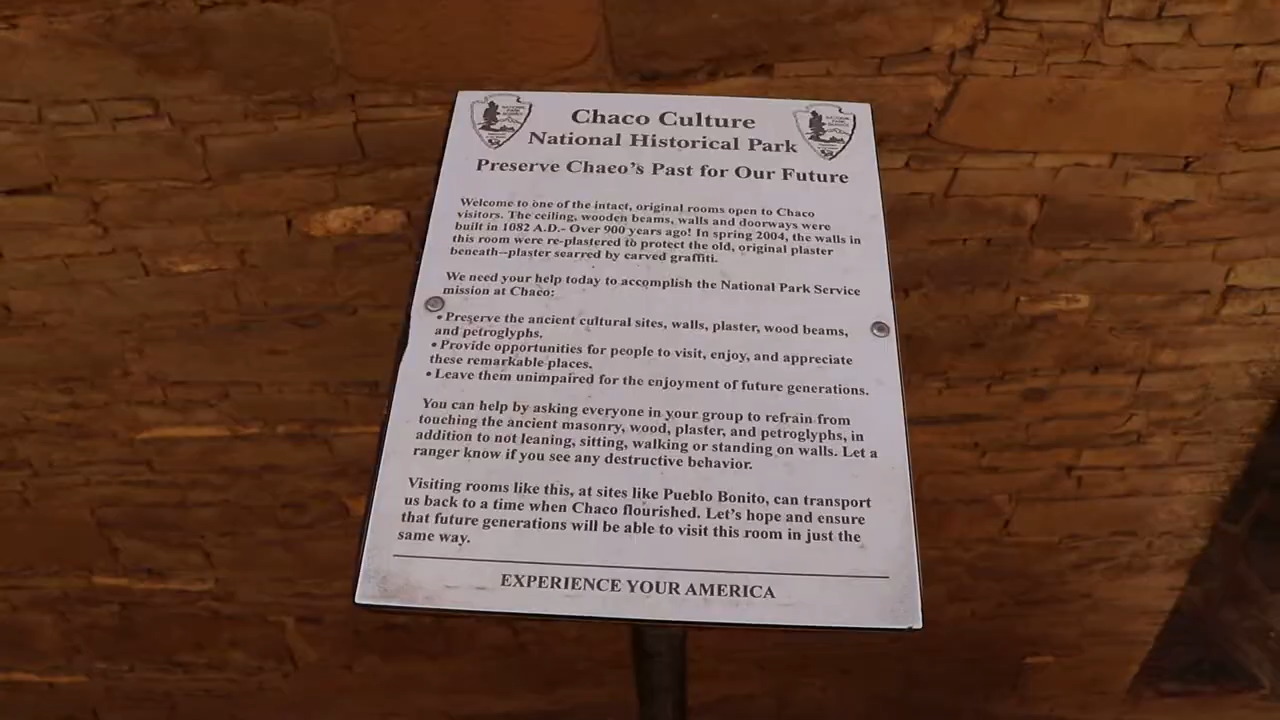 Chaco Culture
National Historical Park
Preserve Chaco's Past for Our Future
Welcome to one of the intact, original rooms open to Chaco
visitors. The ceiling, wooden beams, walls and doorways were
built in 1082 A.D.- Over 900 years ago! In spring 2004, the walls in
this room were re-plastered to protect the old, original plaster
beneath--plaster scarred by carved graffiti.
We need your help today to accomplish the National Park Service
mission at Chaco:
• Preserve the ancient cultural sites, walls, plaster, wood beams,
and petroglyphs.
• Provide opportunities for people to visit, enjoy, and appreciate
these remarkable places.
• Leave them unimpaired for the enjoyment of future generations.
You can help by asking everyone in your group to refrain from
touching the ancient masonry, wood, plaster, and petroglyphs, in
addition to not leaning, sitting, walking or standing on walls. Let a
ranger know if you see any destructive behavior.
Visiting rooms like this, at sites like Pueblo Bonito, can transport
us back to a time when Chaco flourished. Let's hope and ensure
that future generations will be able to visit this room in just the
same way.
EXPERIENCE YOUR AMERICA